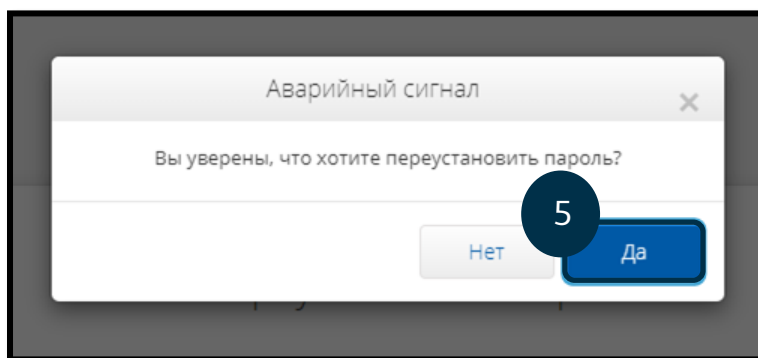 Аварийный сигнал
Вы уверены, что хотите переустановить пароль?
5
Нет
Да